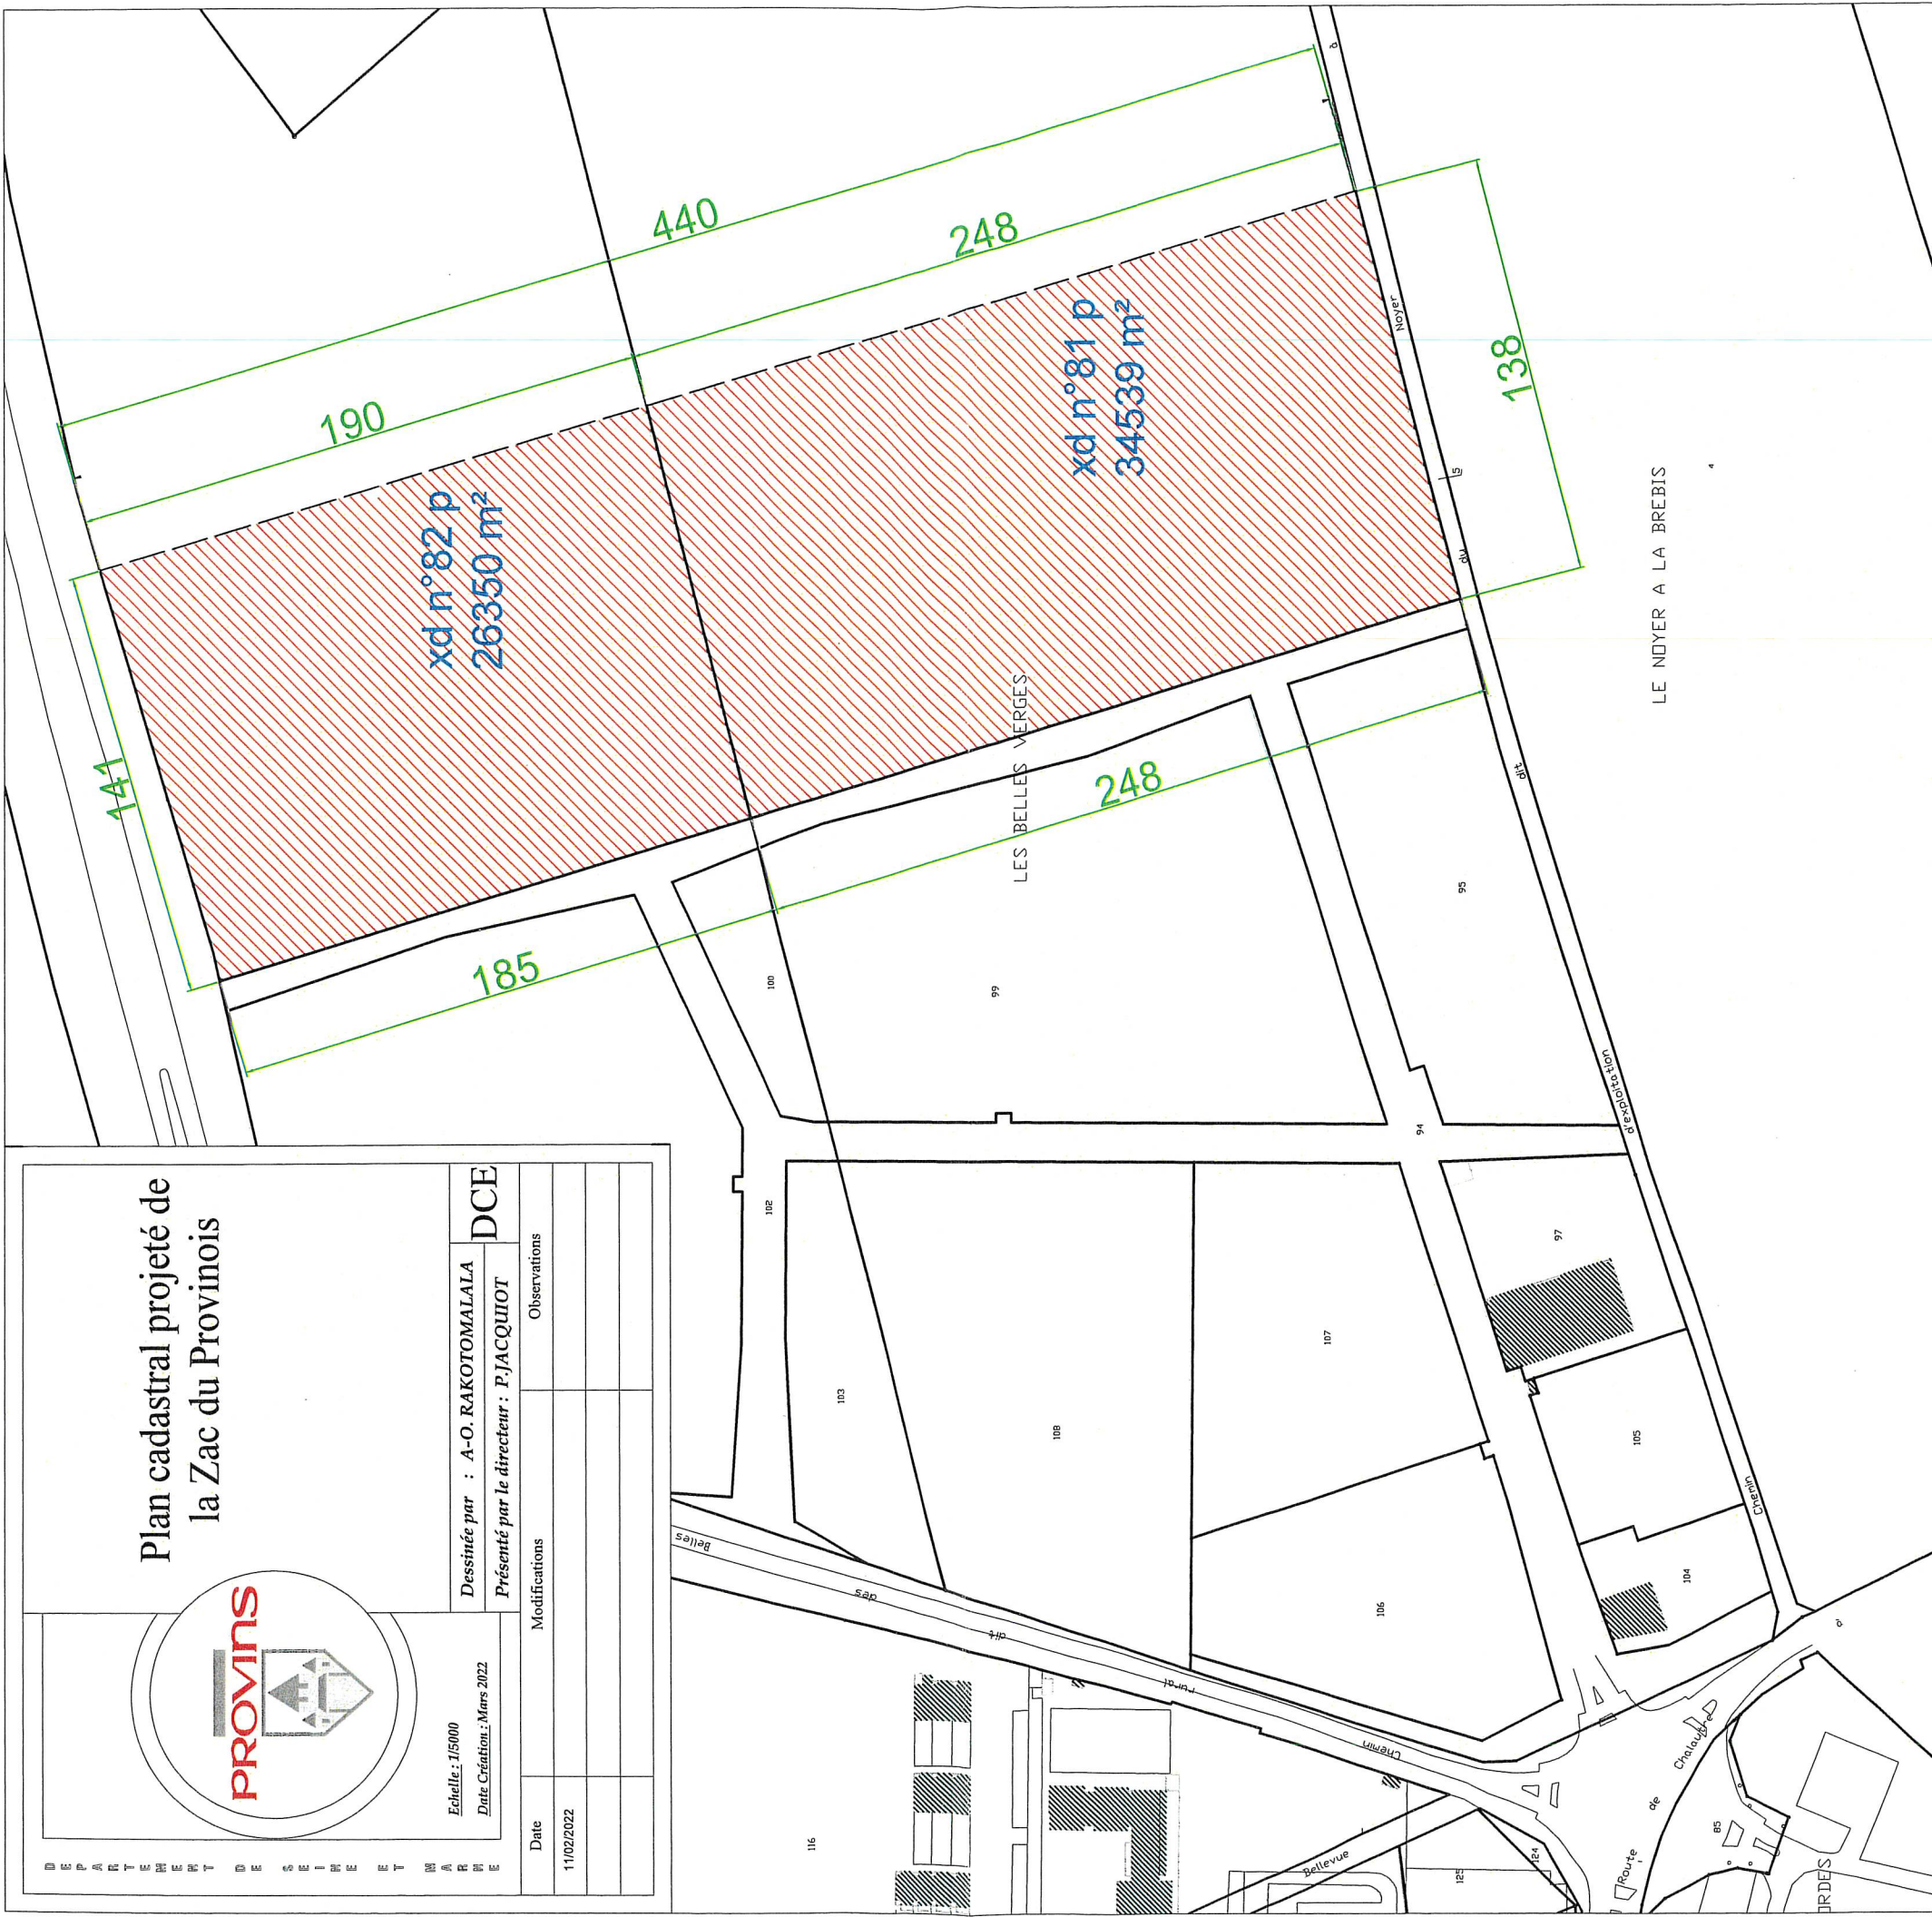 DEPARTEMENT DE SEINE ET MARNE
PROVINS
Plan cadastral projeté de
la Zac du Provinois
Echelle : 1/5000
Date Création : Mars 2022
Dessinée par : A-O. RAKOTOMALALA
Présenté par le directeur : P.JACQUIOT
DCE
Date
Modifications
Observations
11/02/2022
141
190
440
248
185
248
138
xd n°82 p
26350 m²
xd n°81 p
34539 m²
LES BELLES VERGES
LE NOYER A LA BREBIS
4
15
100
99
95
94
102
103
108
107
97
105
106
104
116
125
124
85
Chemin d'exploitation dit du Noyer à
Chemin rural dit des Belles
Bellevue
Route de Chalautre
d'
ORDES